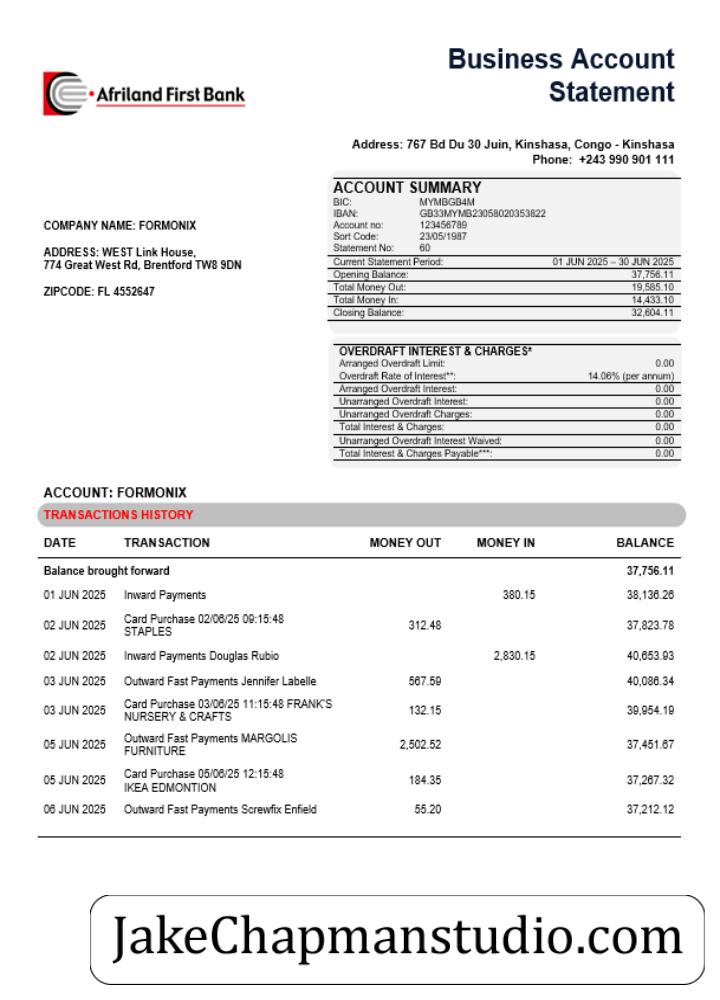 Business Account
Statement
Afriland First Bank
Address: 767 Bd Du 30 Juin, Kinshasa, Congo - Kinshasa
Phone: +243 990 901 111
COMPANY NAME: FORMONIX
ADDRESS: WEST Link House,
774 Great West Rd, Brentford TW8 9DN
ZIPCODE: FL 4552647
ACCOUNT SUMMARY
BIC: MYMBGB4M
IBAN: GB33MYMB23058020353822
Account no: 123456789
Sort Code: 23/05/1987
Statement No: 60
Current Statement Period: 01 JUN 2025 – 30 JUN 2025
Opening Balance: 37,756.11
Total Money Out: 19,585.10
Total Money In: 14,433.10
Closing Balance: 32,604.11
OVERDRAFT INTEREST & CHARGES*
Arranged Overdraft Limit: 0.00
Overdraft Rate of Interest**: 14.06% (per annum)
Arranged Overdraft Interest: 0.00
Unarranged Overdraft Interest: 0.00
Unarranged Overdraft Charges: 0.00
Total Interest & Charges: 0.00
Unarranged Overdraft Interest Waived: 0.00
Total Interest & Charges Payable***: 0.00
ACCOUNT: FORMONIX
TRANSACTIONS HISTORY
DATE TRANSACTION MONEY OUT MONEY IN BALANCE
Balance brought forward 37,756.11
01 JUN 2025 Inward Payments 380.15 38,136.26
02 JUN 2025 Card Purchase 02/06/25 09:15:48
STAPLES 312.48 37,823.78
02 JUN 2025 Inward Payments Douglas Rubio 2,830.15 40,653.93
03 JUN 2025 Outward Fast Payments Jennifer Labelle 567.59 40,086.34
03 JUN 2025 Card Purchase 03/06/25 11:15:48 FRANK'S
NURSERY & CRAFTS 132.15 39,954.19
05 JUN 2025 Outward Fast Payments MARGOLIS
FURNITURE 2,502.52 37,451.67
05 JUN 2025 Card Purchase 05/06/25 12:15:48
IKEA EDMONTION 184.35 37,267.32
06 JUN 2025 Outward Fast Payments Screwfix Enfield 55.20 37,212.12
JakeChapmanstudio.com